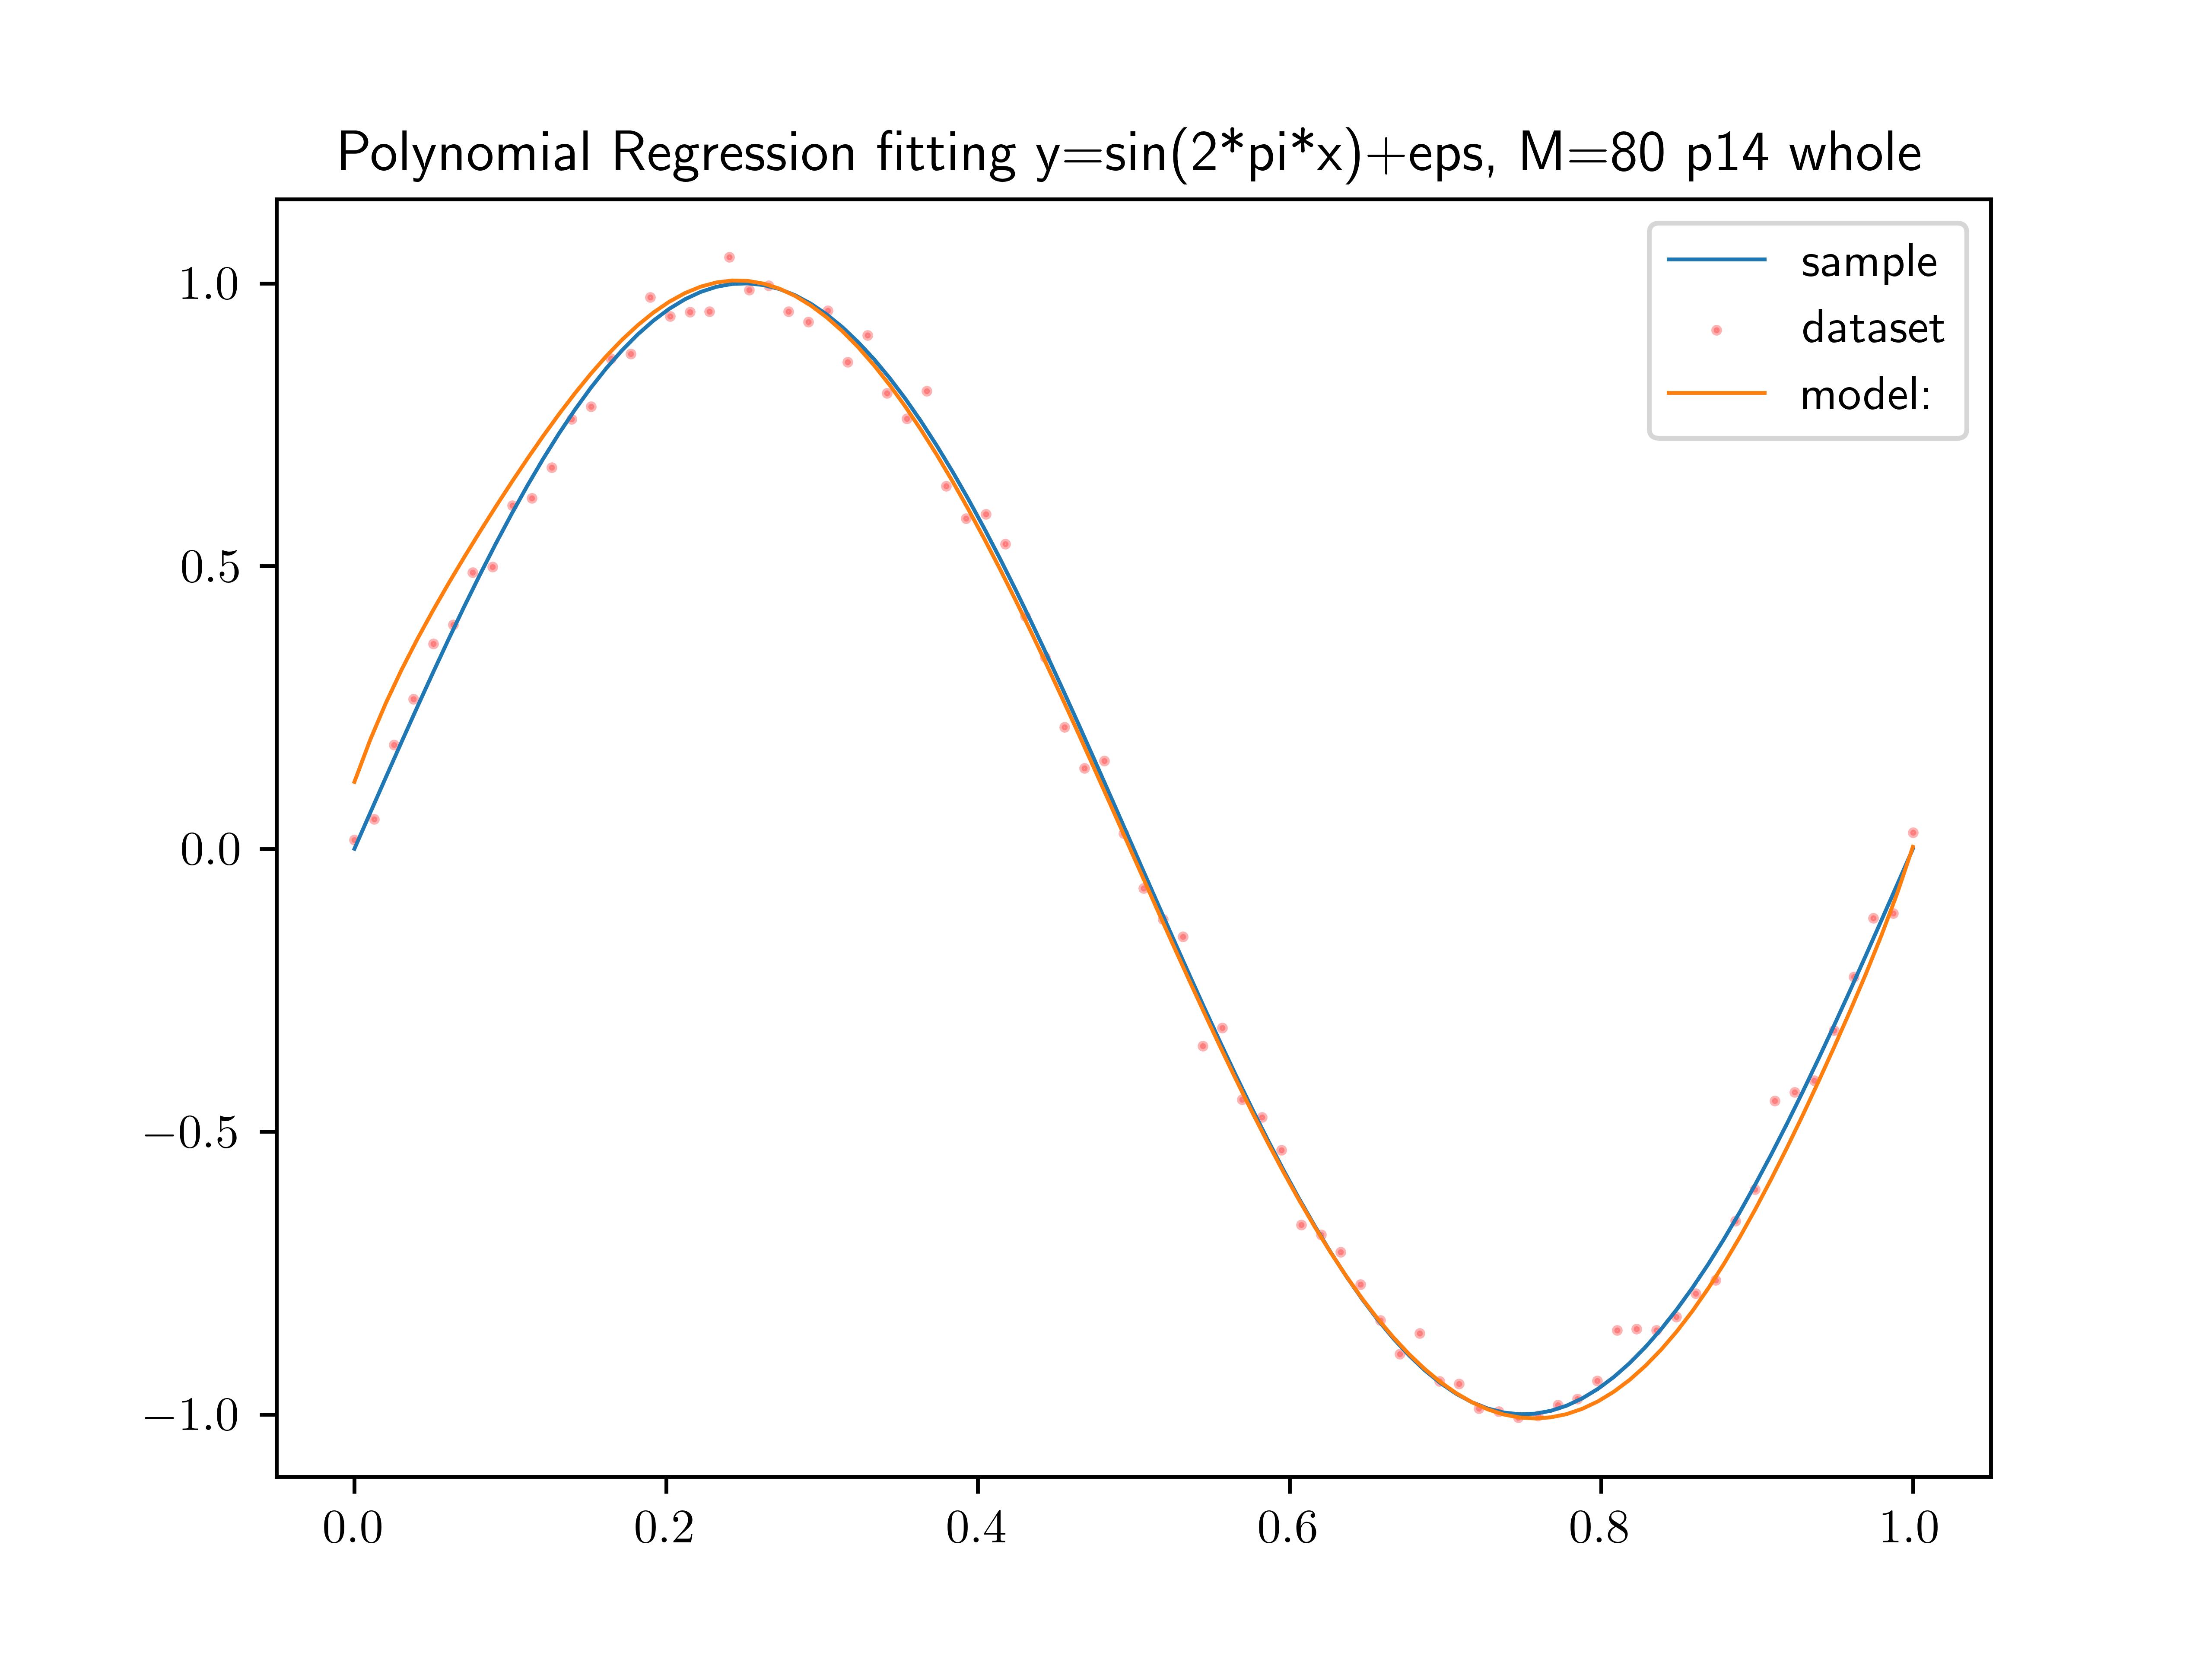 Polynomial Regression fitting y=sin(2*pi*x)+eps, M=80 p14 whole
sample
dataset
model:
1.0
0.5
0.0
−0.5
−1.0
0.0 0.2 0.4 0.6 0.8 1.0